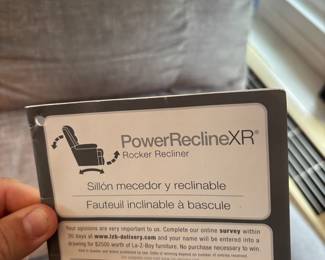 PowerReclineXR®
Rocker Recliner
Sillón mecedor y reclinable
Fauteuil inclinable à bascule
Your opinions are very important to us. Complete our online survey within
30 days at www.lzb-delivery.com and your name will be entered into a
drawing for $2500 worth of La-Z-Boy furniture. No purchase necessary to win.